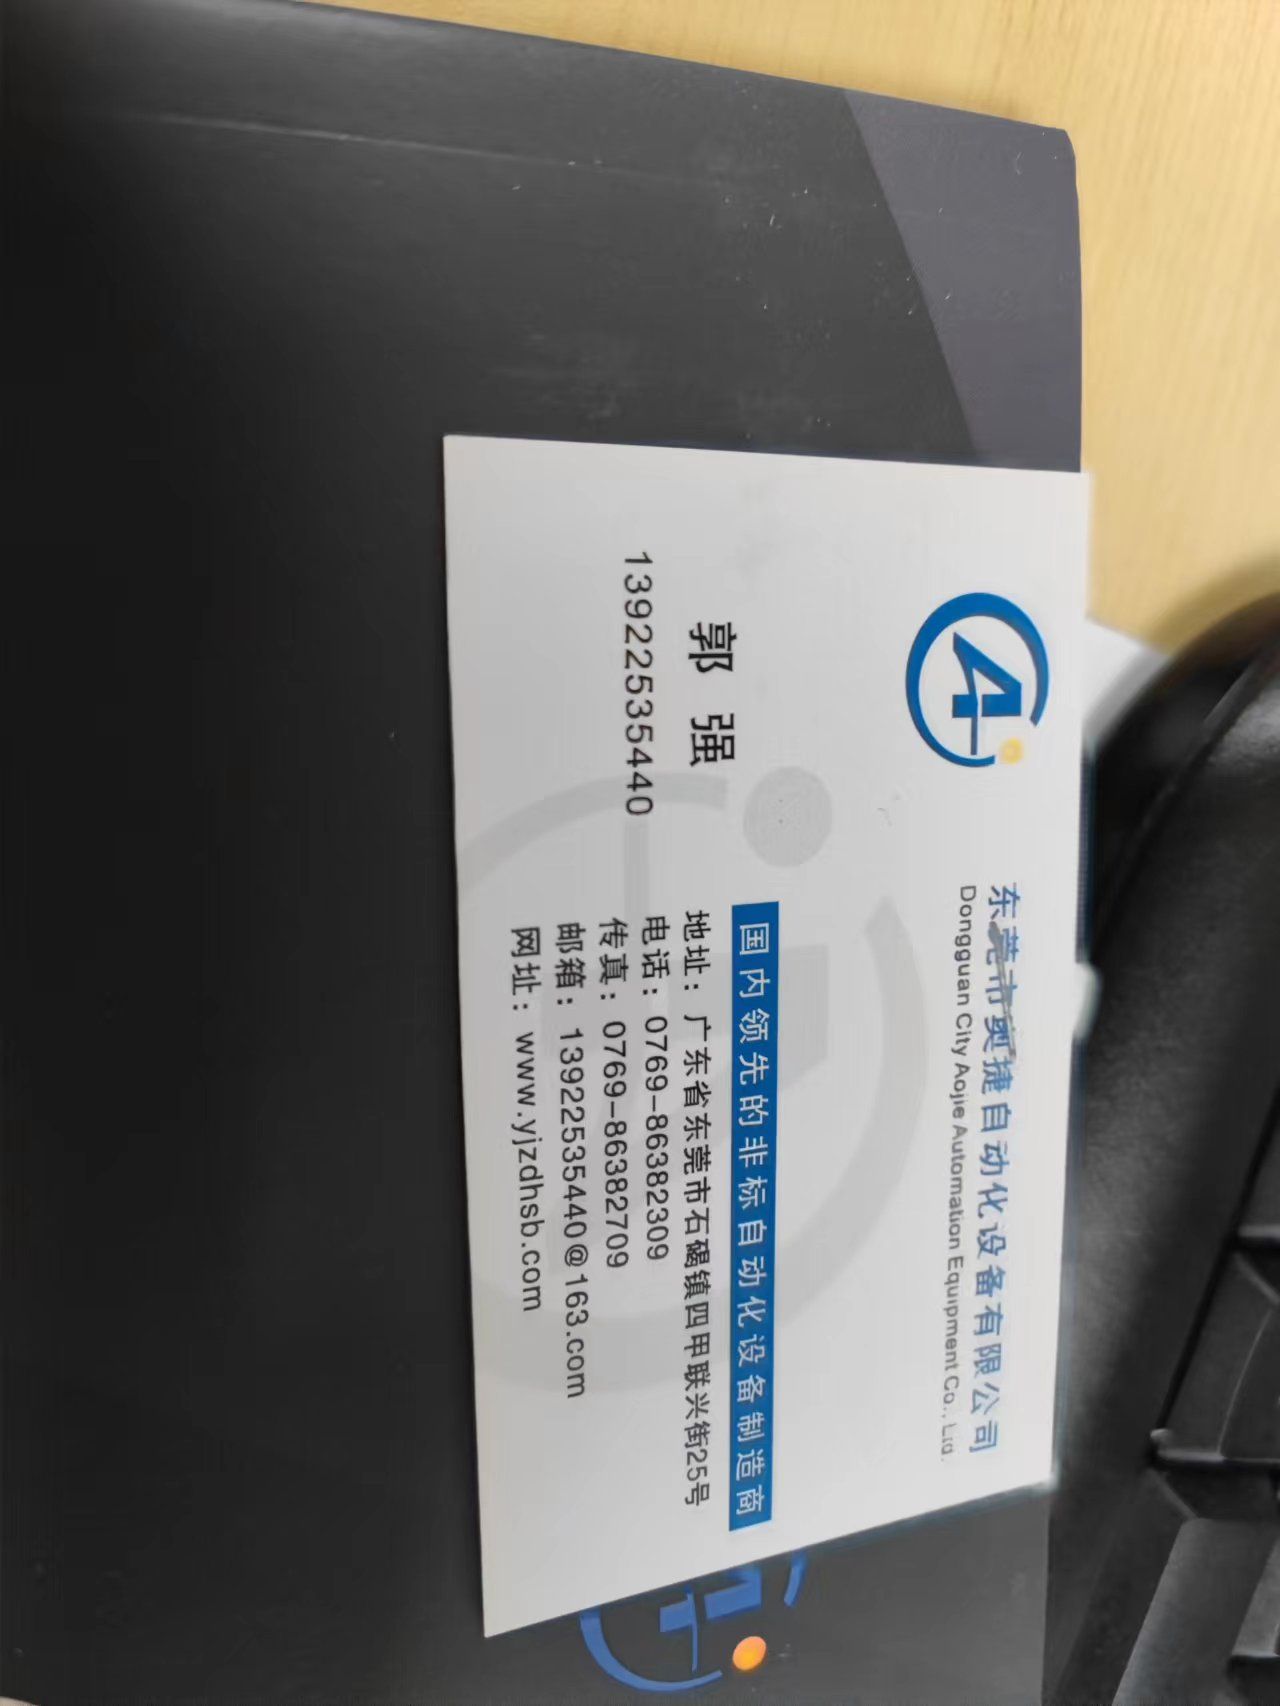 东莞市奥捷自动化设备有限公司
Dongguan City Aojie Automation Equipment Co., Ltd.
郭 强
13922535440
国内领先的非标自动化设备制造商
地址：广东省东莞市石碣镇四甲联兴街25号
电话：0769-86382309
传真：0769-86382709
邮箱：13922535440@163.com
网址：www.yjzdhsb.com